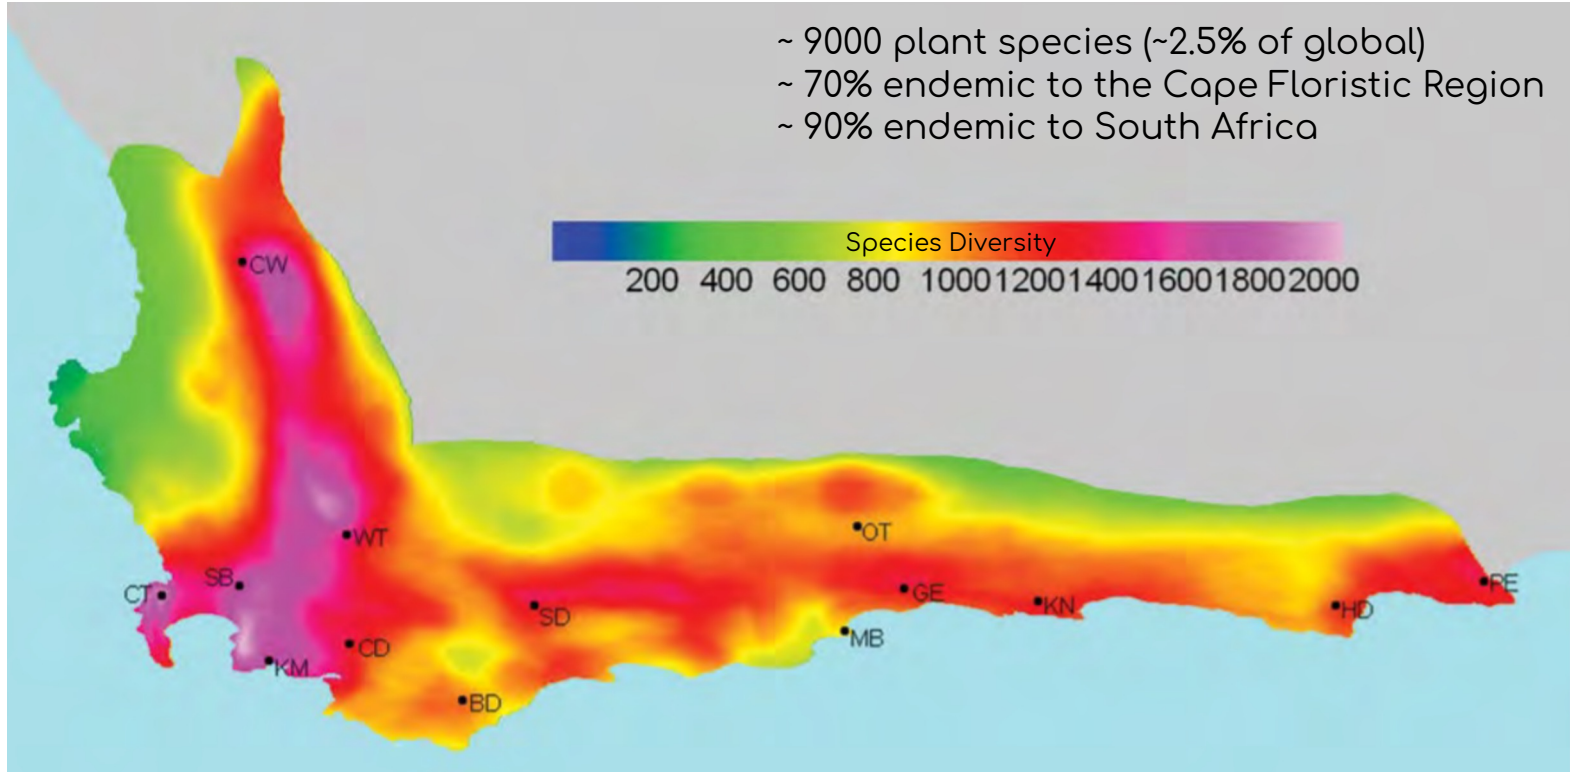 ~ 9000 plant species (~2.5% of global)
~ 70% endemic to the Cape Floristic Region
~ 90% endemic to South Africa
Species Diversity
200 400 600 800 1000 1200 1400 1600 1800 2000
CW
WT
OT
SB
CT
GE
PE
KN
HD
SD
MB
CD
KM
BD